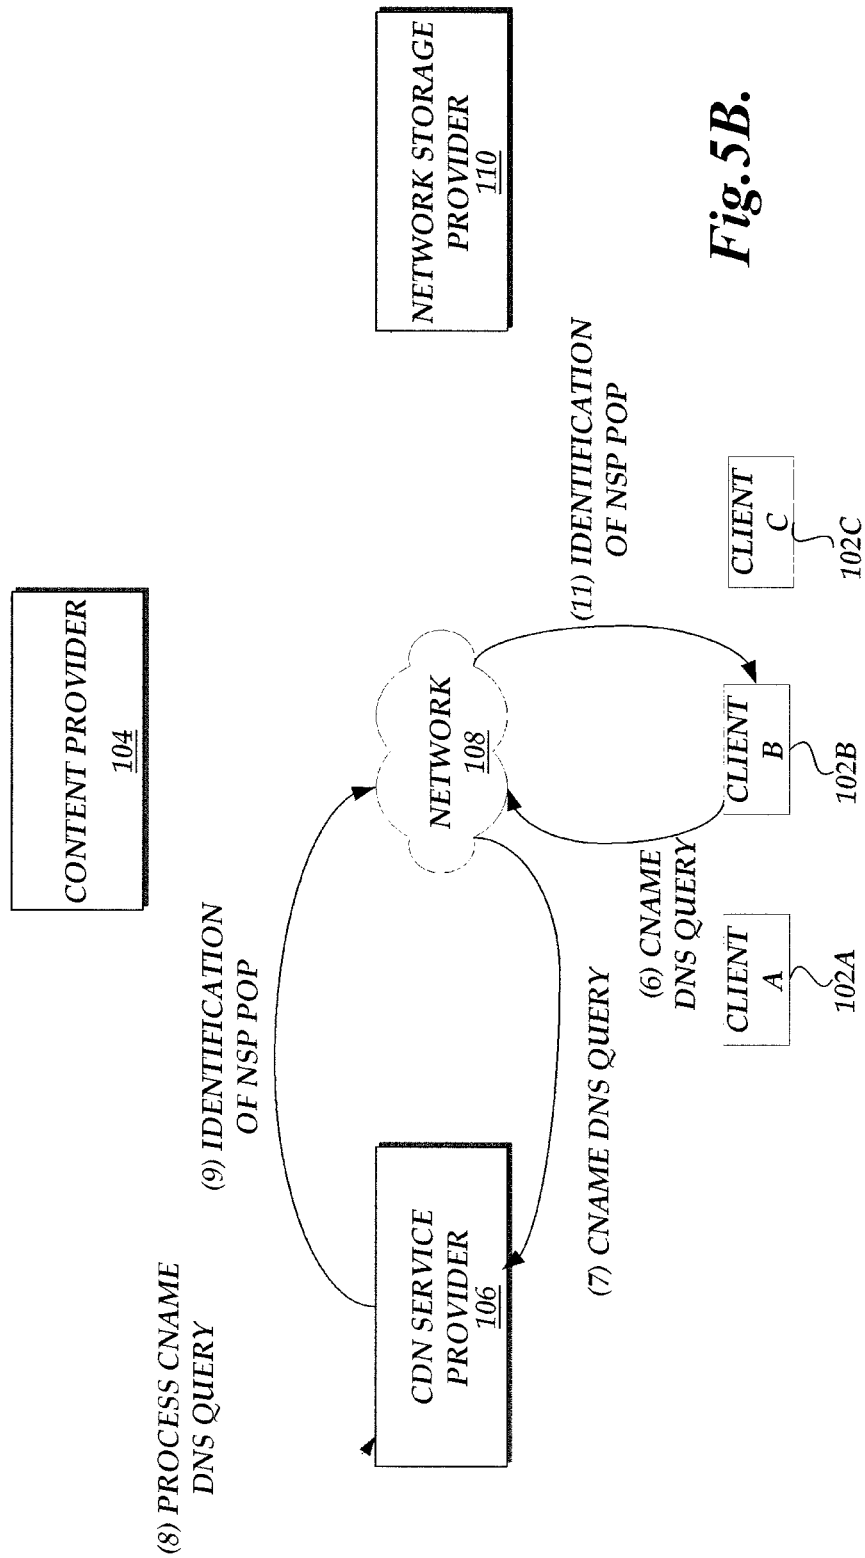 CONTENT PROVIDER
104
(8) PROCESS CNAME
DNS QUERY
(9) IDENTIFICATION
OF NSP POP
CDN SERVICE
PROVIDER
106
NETWORK
108
NETWORK STORAGE
PROVIDER
110
(7) CNAME DNS QUERY
(6) CNAME
DNS QUERY
(11) IDENTIFICATION
OF NSP POP
CLIENT
A
102A
CLIENT
B
102B
CLIENT
C
102C
Fig.5B.